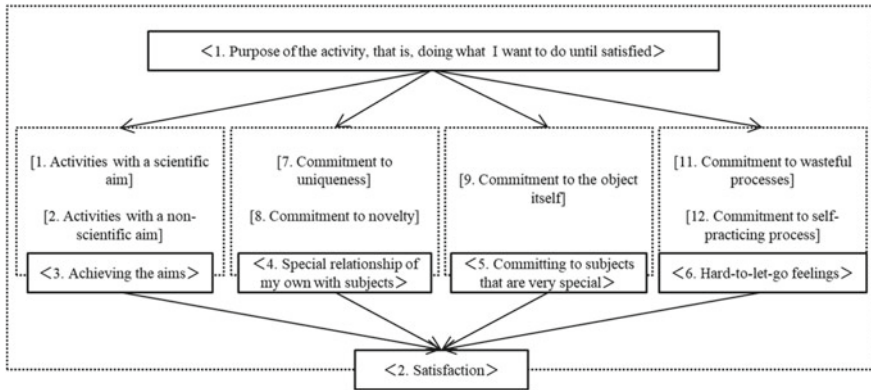 <1. Purpose of the activity, that is, doing what I want to do until satisfied>
[1. Activities with a scientific
aim]
[2. Activities with a non-
scientific aim]
<3. Achieving the aims>
[7. Commitment to
uniqueness]
[8. Commitment to novelty]
<4. Special relationship of
my own with subjects>
[9. Commitment to the object
itself]
<5. Committing to subjects
that are very special>
[11. Commitment to wasteful
processes]
[12. Commitment to self-
practicing process]
<6. Hard-to-let-go feelings>
<2. Satisfaction>